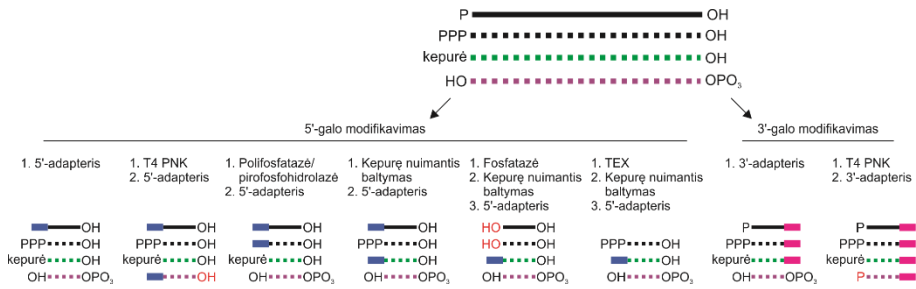 P OH
PPP OH
kepurė OH
HO OPO3
5'-galo modifikavimas
3'-galo modifikavimas
1. 5'-adapteris
1. T4 PNK
2. 5'-adapteris
1. Polifosfatazė/
pirofosfohidrolazė
2. 5'-adapteris
1. Kepurę nuimantis
baltymas
2. 5'-adapteris
1. Fosfatazė
2. Kepurę nuimantis
baltymas
3. 5'-adapteris
1. TEX
2. Kepurę nuimantis
baltymas
3. 5'-adapteris
1. 3'-adapteris
1. T4 PNK
2. 3'-adapteris
OH
PPP OH
kepurė OH
OH OPO3
OH
PPP OH
kepurė OH
OH
OH
OH
kepurė OH
OH OPO3
OH
PPP OH
OH
OH OPO3
HO OH
HO OH
OH
OH OPO3
PPP OH
OH
OH OPO3
P
PPP
kepurė
OH OPO3
P
PPP
kepurė
P